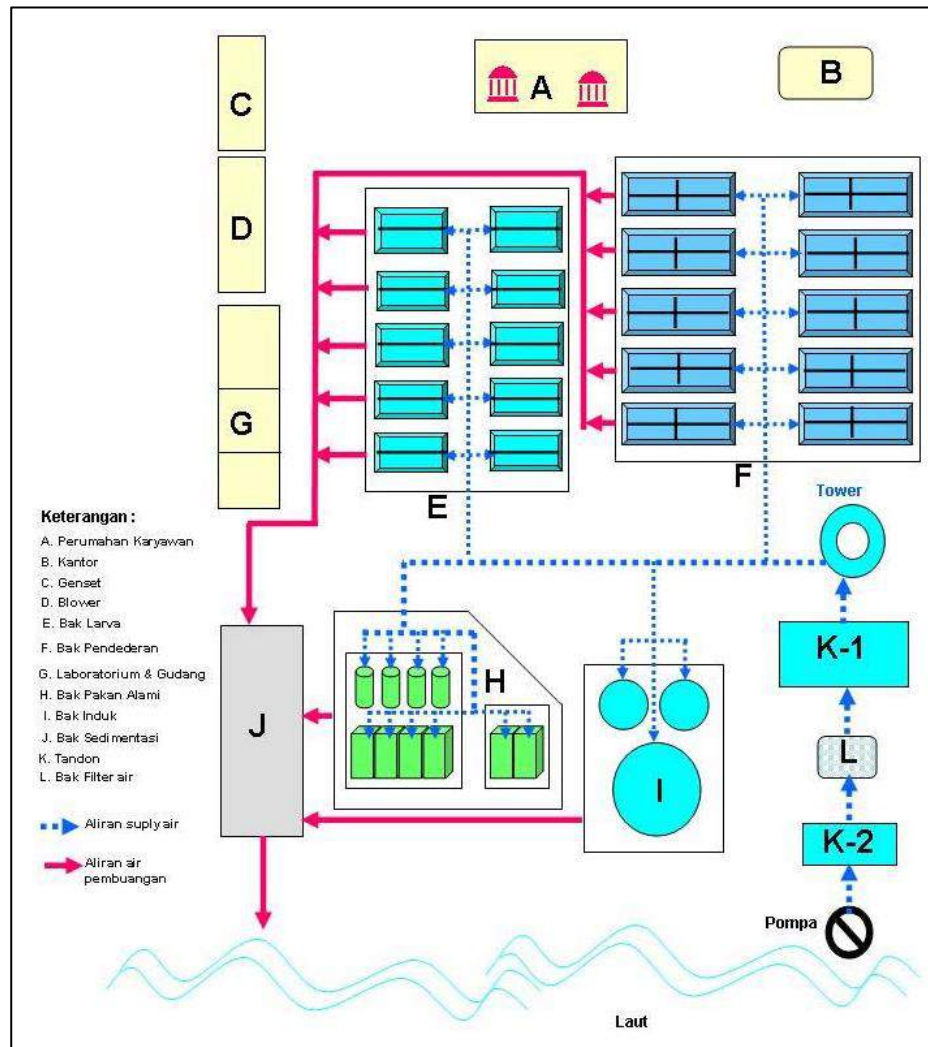 C
A
B
D
G
E
F
Tower
Keterangan :
A. Perumahan Karyawan
B. Kantor
C. Genset
D. Blower
E. Bak Larva
F. Bak Pendederan
G. Laboratorium & Gudang
H. Bak Pakan Alami
I. Bak Induk
J. Bak Sedimentasi
K. Tandon
L. Bak Filter air
Aliran suply air
Aliran air
pembuangan
J
H
I
K-1
L
K-2
Pompa
Laut